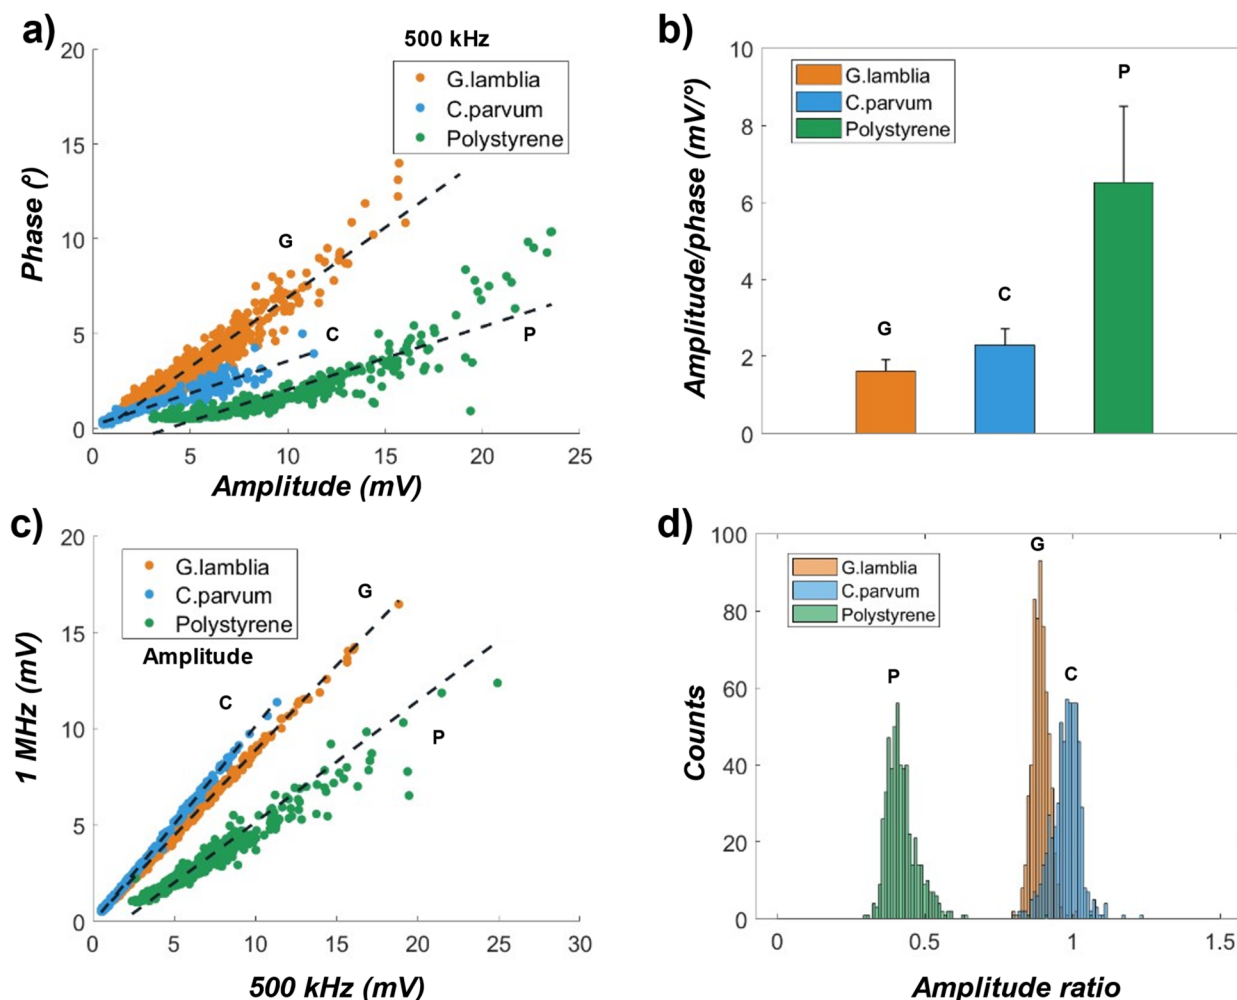 a)
500 kHz
G.lamblia
C.parvum
Polystyrene
20
15
10
5
0
Phase (º)
G
C
P
0 5 10 15 20 25
Amplitude (mV)
b)
G.lamblia
C.parvum
Polystyrene
10
8
6
4
2
0
Amplitude/phase (mV/°)
G
C
P
c)
G.lamblia
C.parvum
Polystyrene
Amplitude
20
15
10
5
0
1 MHz (mV)
G
C
P
0 5 10 15 20 25 30
500 kHz (mV)
d)
G.lamblia
C.parvum
Polystyrene
100
80
60
40
20
0
Counts
G
P
C
0 0.5 1 1.5
Amplitude ratio